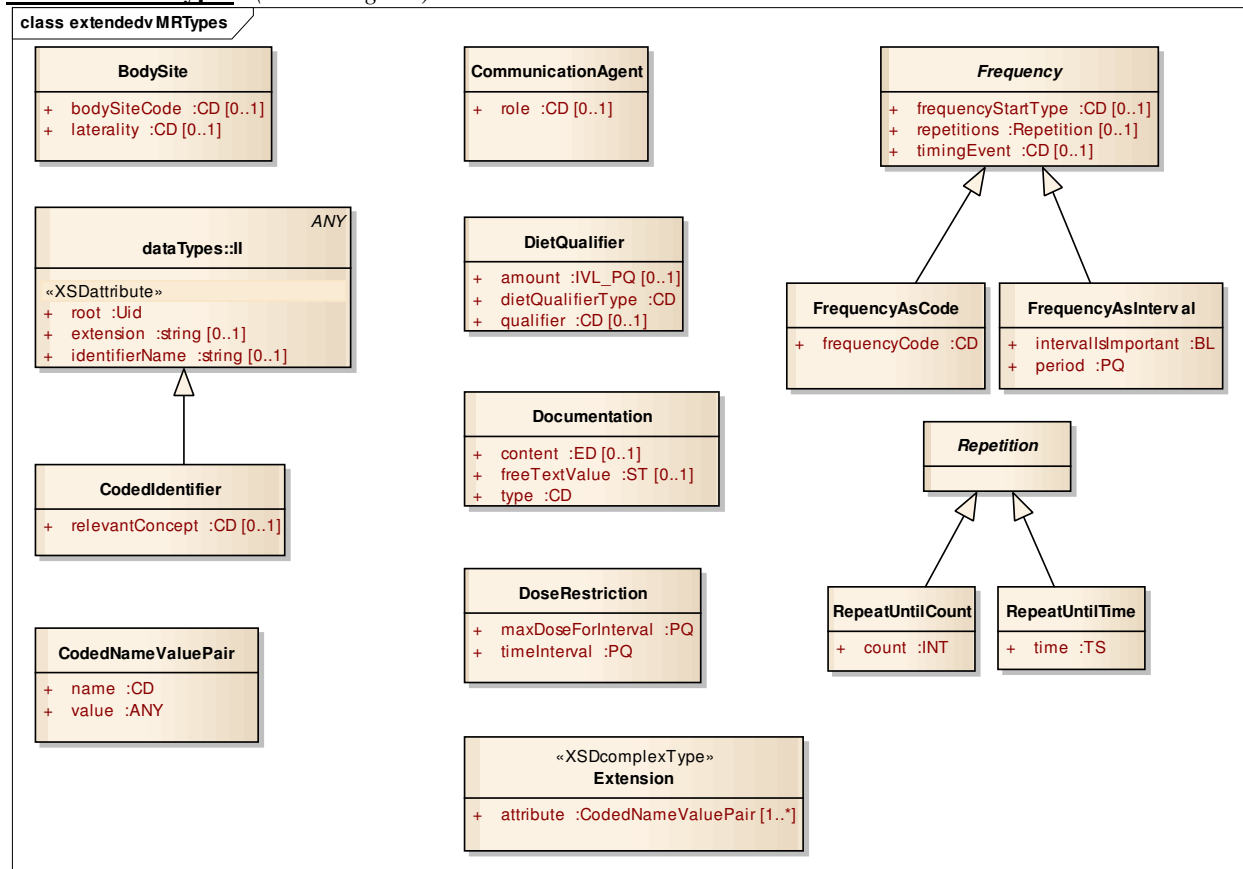 class extendedvMRTypes
BodySite
+ bodySiteCode :CD [0..1]
+ laterality :CD [0..1]
CommunicationAgent
+ role :CD [0..1]
Frequency
+ frequencyStartType :CD [0..1]
+ repetitions :Repetition [0..1]
+ timingEvent :CD [0..1]
ANY
dataTypes::II
«XSDattribute»
+ root :Uid
+ extension :string [0..1]
+ identifierName :string [0..1]
DietQualifier
+ amount :IVL_PQ [0..1]
+ dietQualifierType :CD
+ qualifier :CD [0..1]
FrequencyAsCode
+ frequencyCode :CD
FrequencyAsInterval
+ intervalIsImportant :BL
+ period :PQ
Documentation
+ content :ED [0..1]
+ freeTextValue :ST [0..1]
+ type :CD
Repetition
CodedIdentifier
+ relevantConcept :CD [0..1]
DoseRestriction
+ maxDoseForInterval :PQ
+ timeInterval :PQ
RepeatUntilCount
+ count :INT
RepeatUntilTime
+ time :TS
CodedNameValuePair
+ name :CD
+ value :ANY
«XSDcomplexType»
Extension
+ attribute :CodedNameValuePair [1..*]